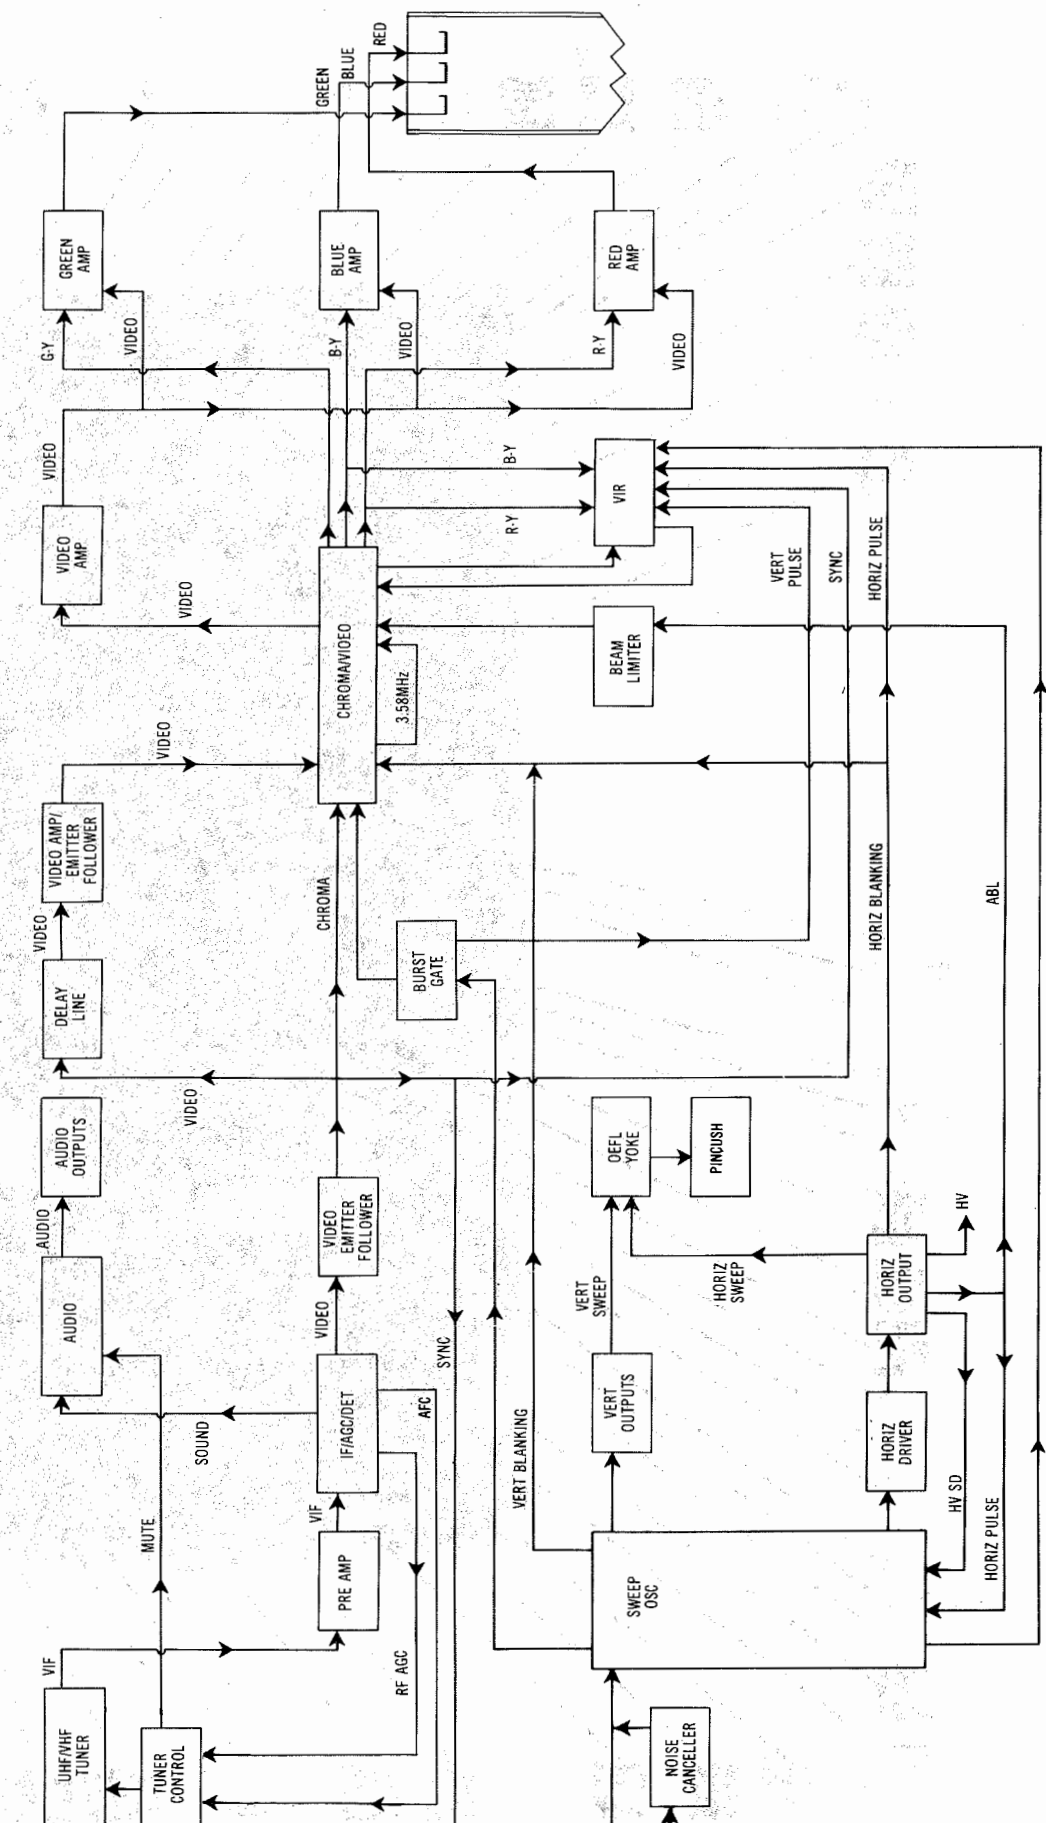 RED
BLUE
GREEN
GREEN
AMP
BLUE
AMP
RED
AMP
G-Y
VIDEO
B-Y
VIDEO
R-Y
VIDEO
VIDEO
B-Y
R-Y
VIR
VIDEO
AMP
VIDEO
CHROMA/VIDEO
3.58MHz
BEAM
LIMITER
VERT
PULSE
SYNC
HORIZ PULSE
VIDEO
VIDEO AMP/
EMITTER
FOLLOWER
VIDEO
DELAY
LINE
CHROMA
BURST
GATE
HORIZ BLANKING
ABL
VIDEO
AUDIO
OUTPUTS
AUDIO
AUDIO
VIDEO
EMITTER
FOLLOWER
VIDEO
OEFL
YOKE
PINCUSH
VERT
SWEEP
HORIZ
SWEEP
HORIZ
OUTPUT
HV
SYNC
SOUND
IF/AGC/DET
AFC
VERT BLANKING
VERT
OUTPUTS
HORIZ
DRIVER
HV SD
HORIZ PULSE
MUTE
VIF
PRE AMP
RF AGC
SWEEP
OSC
VIF
UHF/VHF
TUNER
TUNER
CONTROL
NOISE
CANCELLER